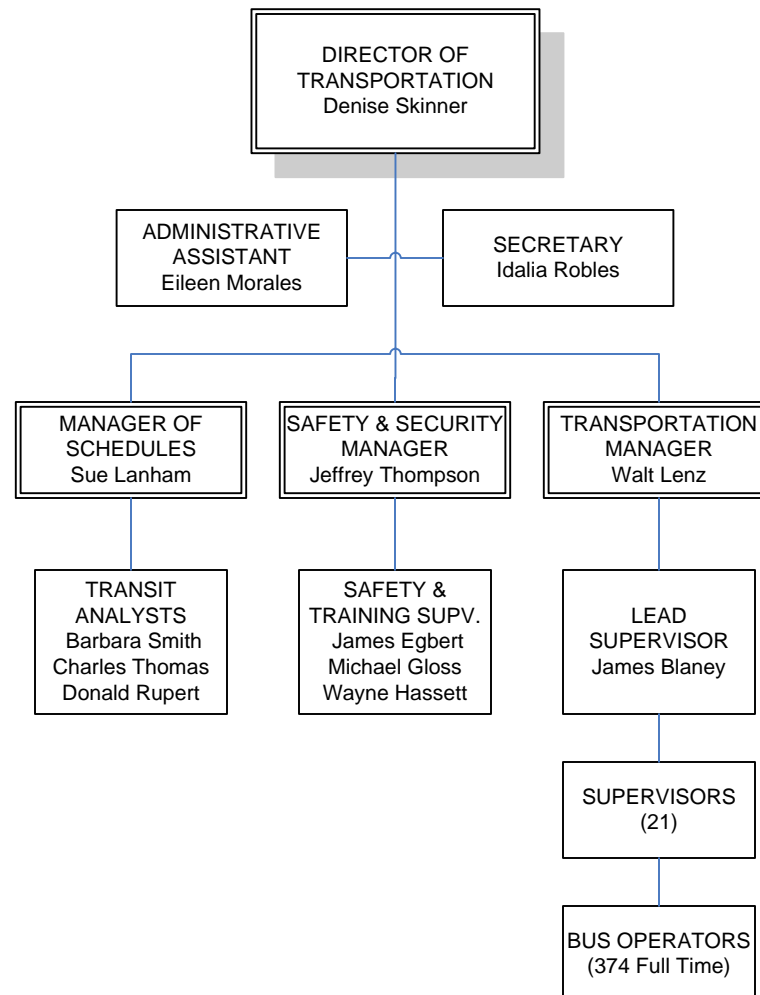 DIRECTOR OF
TRANSPORTATION
Denise Skinner
ADMINISTRATIVE
ASSISTANT
Eileen Morales
SECRETARY
Idalia Robles
MANAGER OF
SCHEDULES
Sue Lanham
SAFETY & SECURITY
MANAGER
Jeffrey Thompson
TRANSPORTATION
MANAGER
Walt Lenz
TRANSIT
ANALYSTS
Barbara Smith
Charles Thomas
Donald Rupert
SAFETY &
TRAINING SUPV.
James Egbert
Michael Gloss
Wayne Hassett
LEAD
SUPERVISOR
James Blaney
SUPERVISORS
(21)
BUS OPERATORS
(374 Full Time)